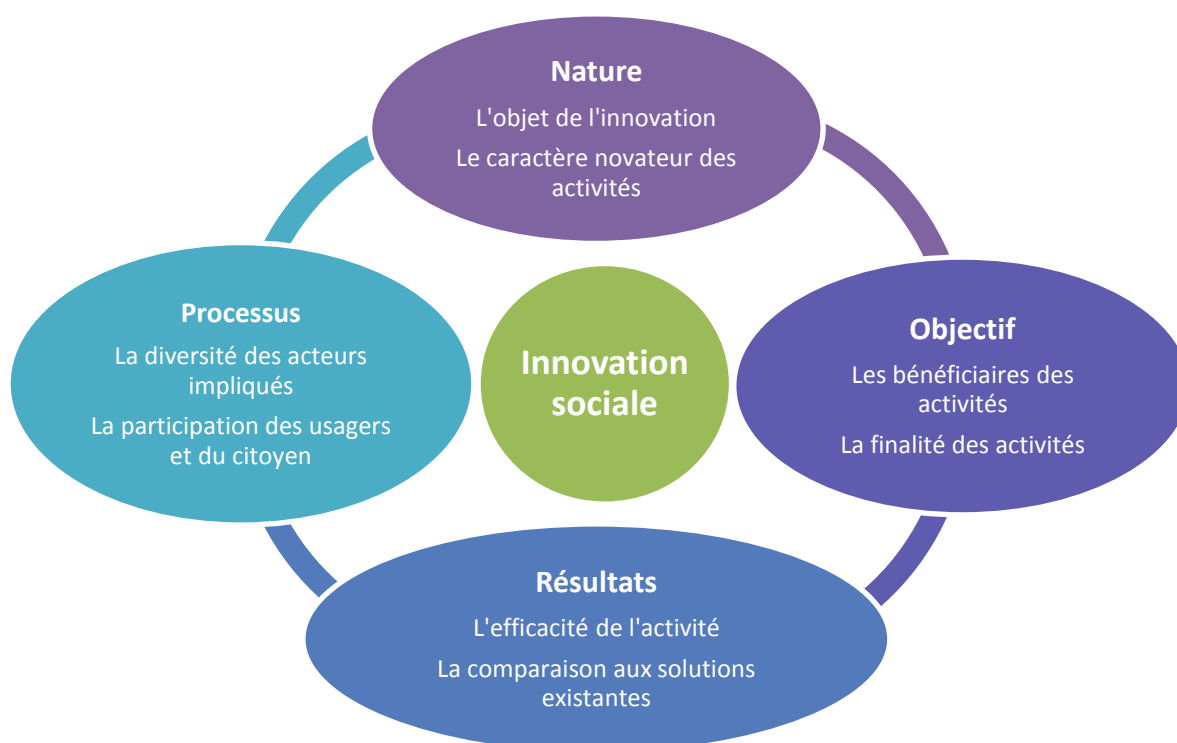 Nature
L'objet de l'innovation
Le caractère novateur des
activités
Processus
La diversité des acteurs
impliqués
La participation des usagers
et du citoyen
Innovation
sociale
Objectif
Les bénéficiaires des
activités
La finalité des activités
Résultats
L'efficacité de l'activité
La comparaison aux solutions
existantes